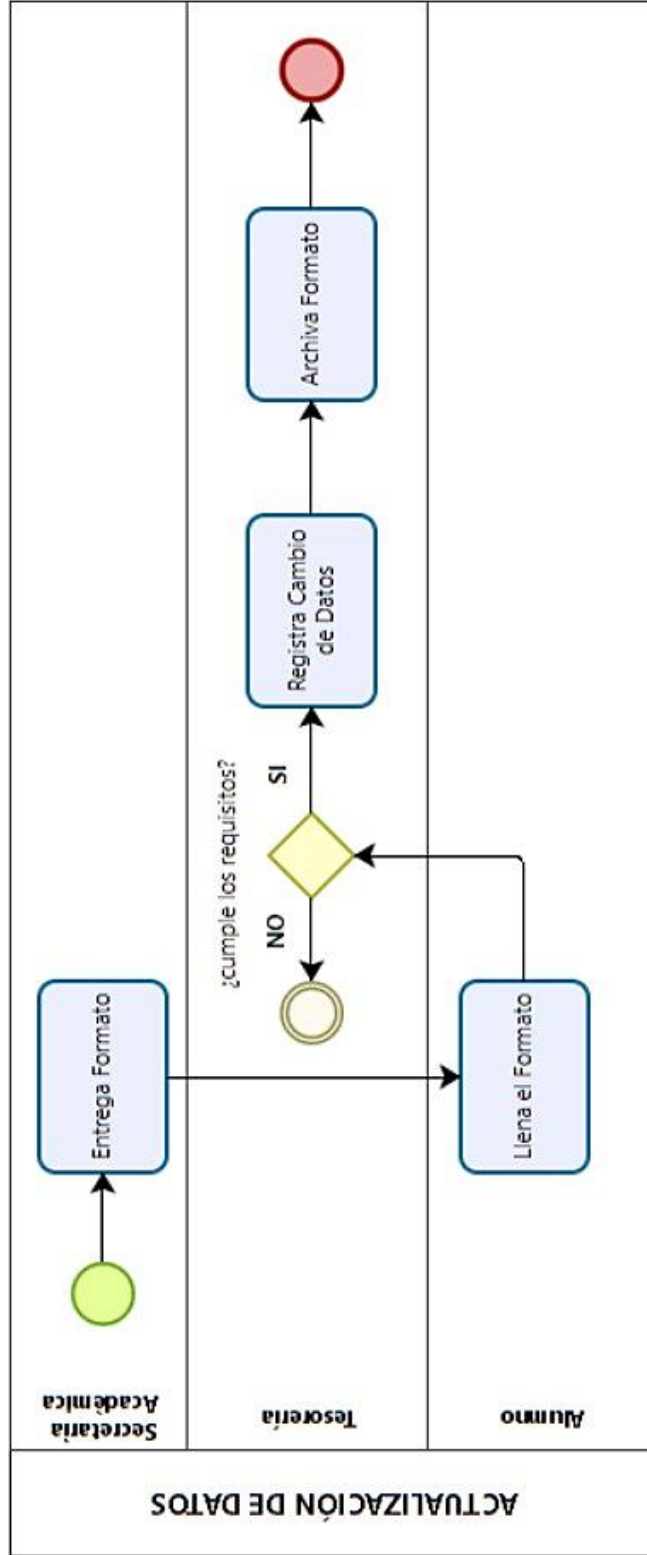 ACTUALIZACIÓN DE DATOS
Secretaria
Académica
Entrega Formato
Tesorería
¿cumple los requisitos?
NO
SI
Registra Cambio
de Datos
Archiva Formato
Alumno
Llena el Formato